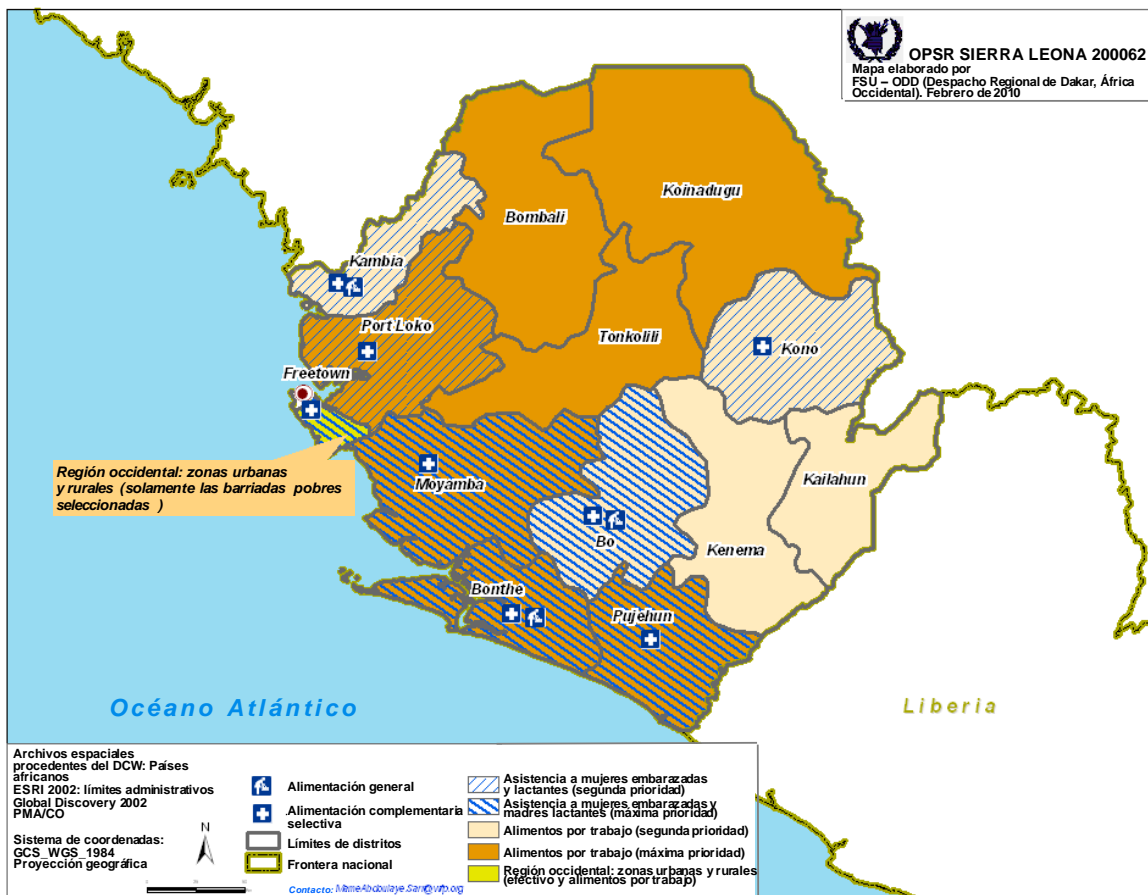 OPSR SIERRA LEONA 200062
Mapa elaborado por
FSU – ODD (Despacho Regional de Dakar, África
Occidental). Febrero de 2010
Koinadugu
Bombali
Kambia
Port Loko
Tonkolili
Kono
Freetown
Región occidental: zonas urbanas
y rurales (solamente las barriadas pobres
seleccionadas )
Moyamba
Kailahun
Bo
Kenema
Bonthe
Pujehun
Océano Atlántico
Liberia
Archivos espaciales
procedentes del DCW: Países
africanos
ESRI 2002: límites administrativos
Global Discovery 2002
PMA/CO
Sistema de coordenadas:
GCS_WGS_1984
Proyección geográfica
N
Alimentación general
Alimentación complementaria
selectiva
Límites de distritos
Frontera nacional
Contacto: MameAbdoulaye.Sarr@wfp.org
Asistencia a mujeres embarazadas
y lactantes (segunda prioridad)
Asistencia a mujeres embarazadas y
madres lactantes (máxima prioridad)
Alimentos por trabajo (segunda prioridad)
Alimentos por trabajo (máxima prioridad)
Región occidental: zonas urbanas y rurales
(efectivo y alimentos por trabajo)